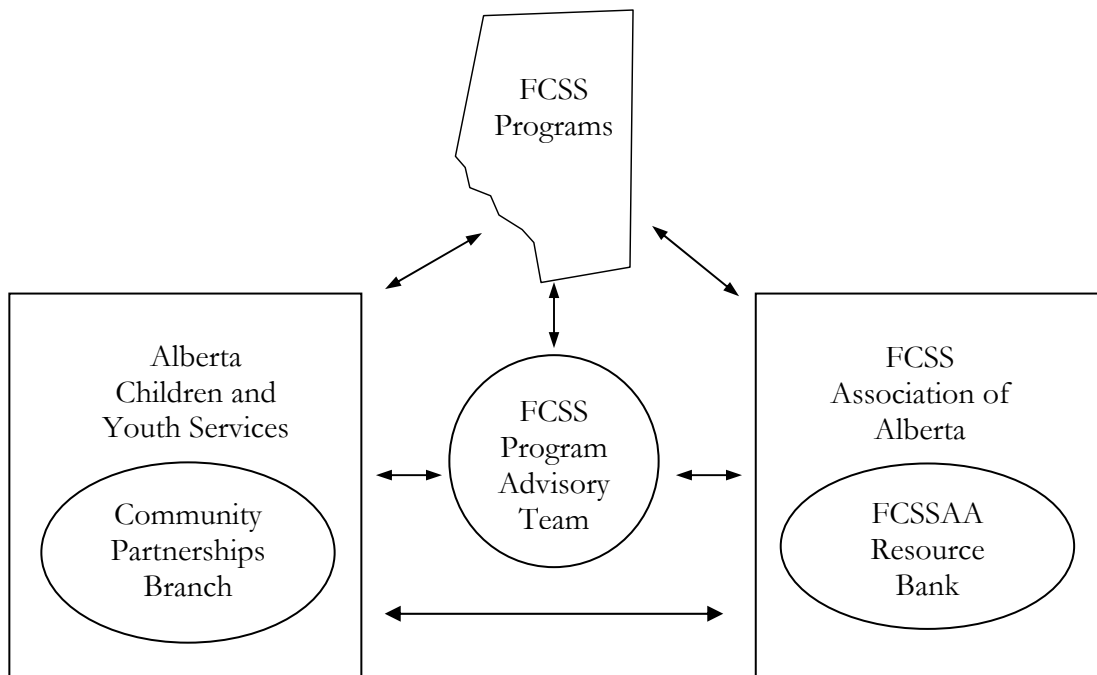 FCSS
Programs
Alberta
Children and
Youth Services
Community
Partnerships
Branch
FCSS
Program
Advisory
Team
FCSS
Association of
Alberta
FCSSAA
Resource
Bank